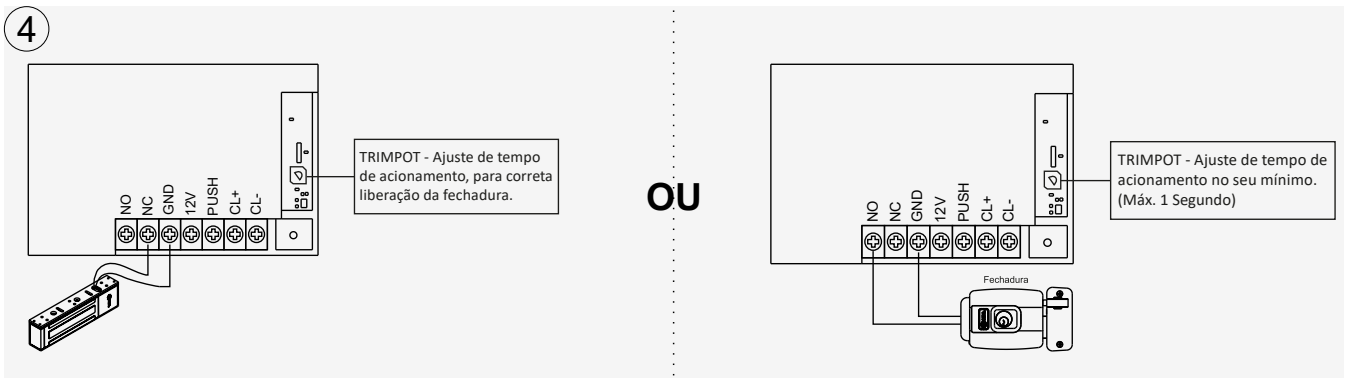 4
TRIMPOT - Ajuste de tempo
de acionamento, para correta
liberação da fechadura.
NO
NC
GND
12V
PUSH
CL+
CL-
OU
TRIMPOT - Ajuste de tempo de
acionamento no seu mínimo.
(Máx. 1 Segundo)
NO
NC
GND
12V
PUSH
CL+
CL-
Fechadura